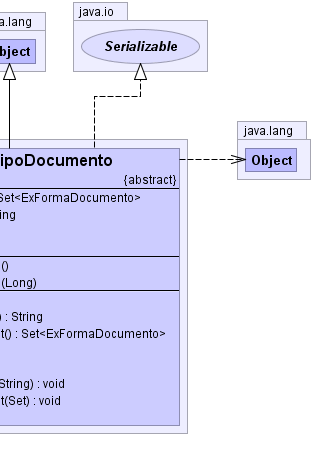 a.lang
bject
java.io
Serializable
java.lang
Object
ipoDocumento
{abstract}
Set<ExFormaDocumento>
ing
()
(Long)
) : String
t() : Set<ExFormaDocumento>
String) : void
t(Set) : void